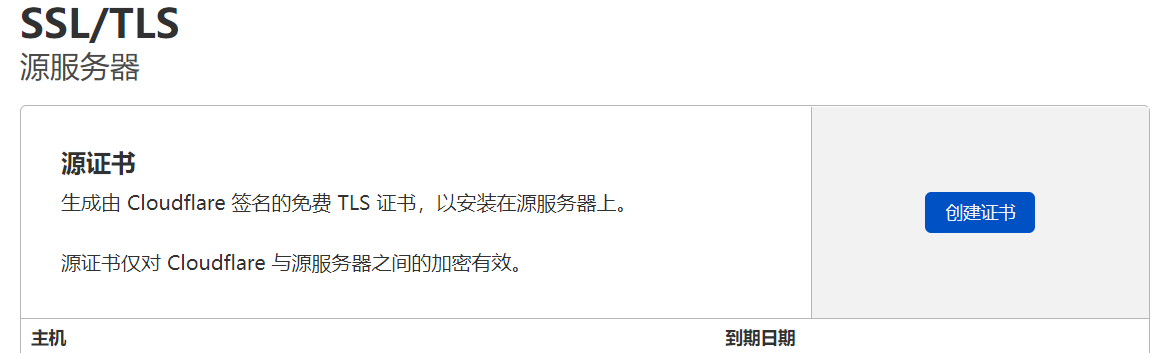 SSL/TLS
源服务器
源证书
生成由 Cloudflare 签名的免费 TLS 证书，以安装在源服务器上。
创建证书
源证书仅对 Cloudflare 与源服务器之间的加密有效。
主机 到期日期